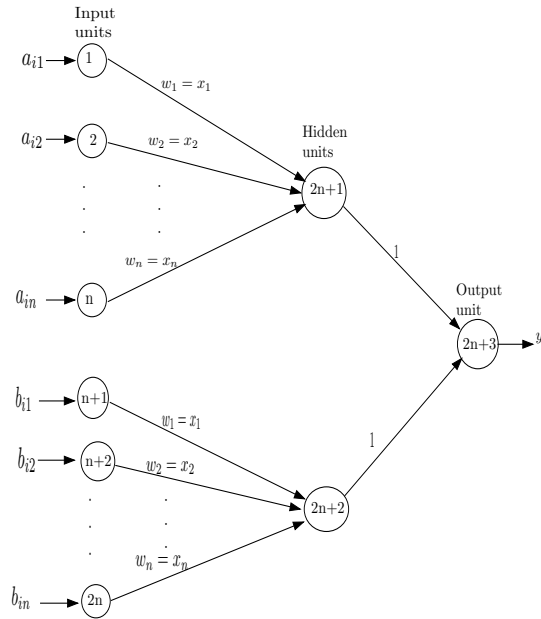 Input
units
a_{i1}
1
w_1 = x_1
a_{i2}
2
w_2 = x_2
Hidden
units
2n+1
w_n = x_n
a_{in}
n
1
Output
unit
2n+3
y
b_{i1}
n+1
w_1 = x_1
b_{i2}
n+2
w_2 = x_2
1
2n+2
w_n = x_n
b_{in}
2n